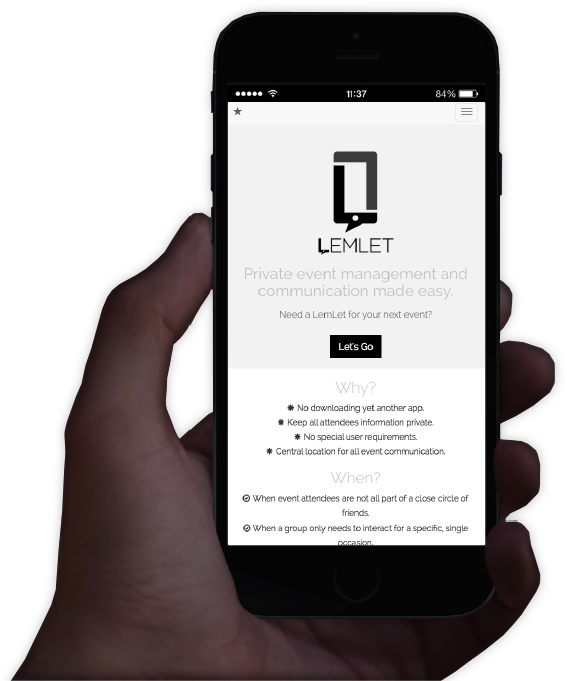 11:37
84%
LEMLET
Private event management and
communication made easy.
Need a LemLet for your next event?
Let's Go
Why?
No downloading yet another app.
Keep all attendees information private.
No special user requirements.
Central location for all event communication.
When?
When event attendees are not all part of a close circle of
friends.
When a group only needs to interact for a specific, single
occasion.